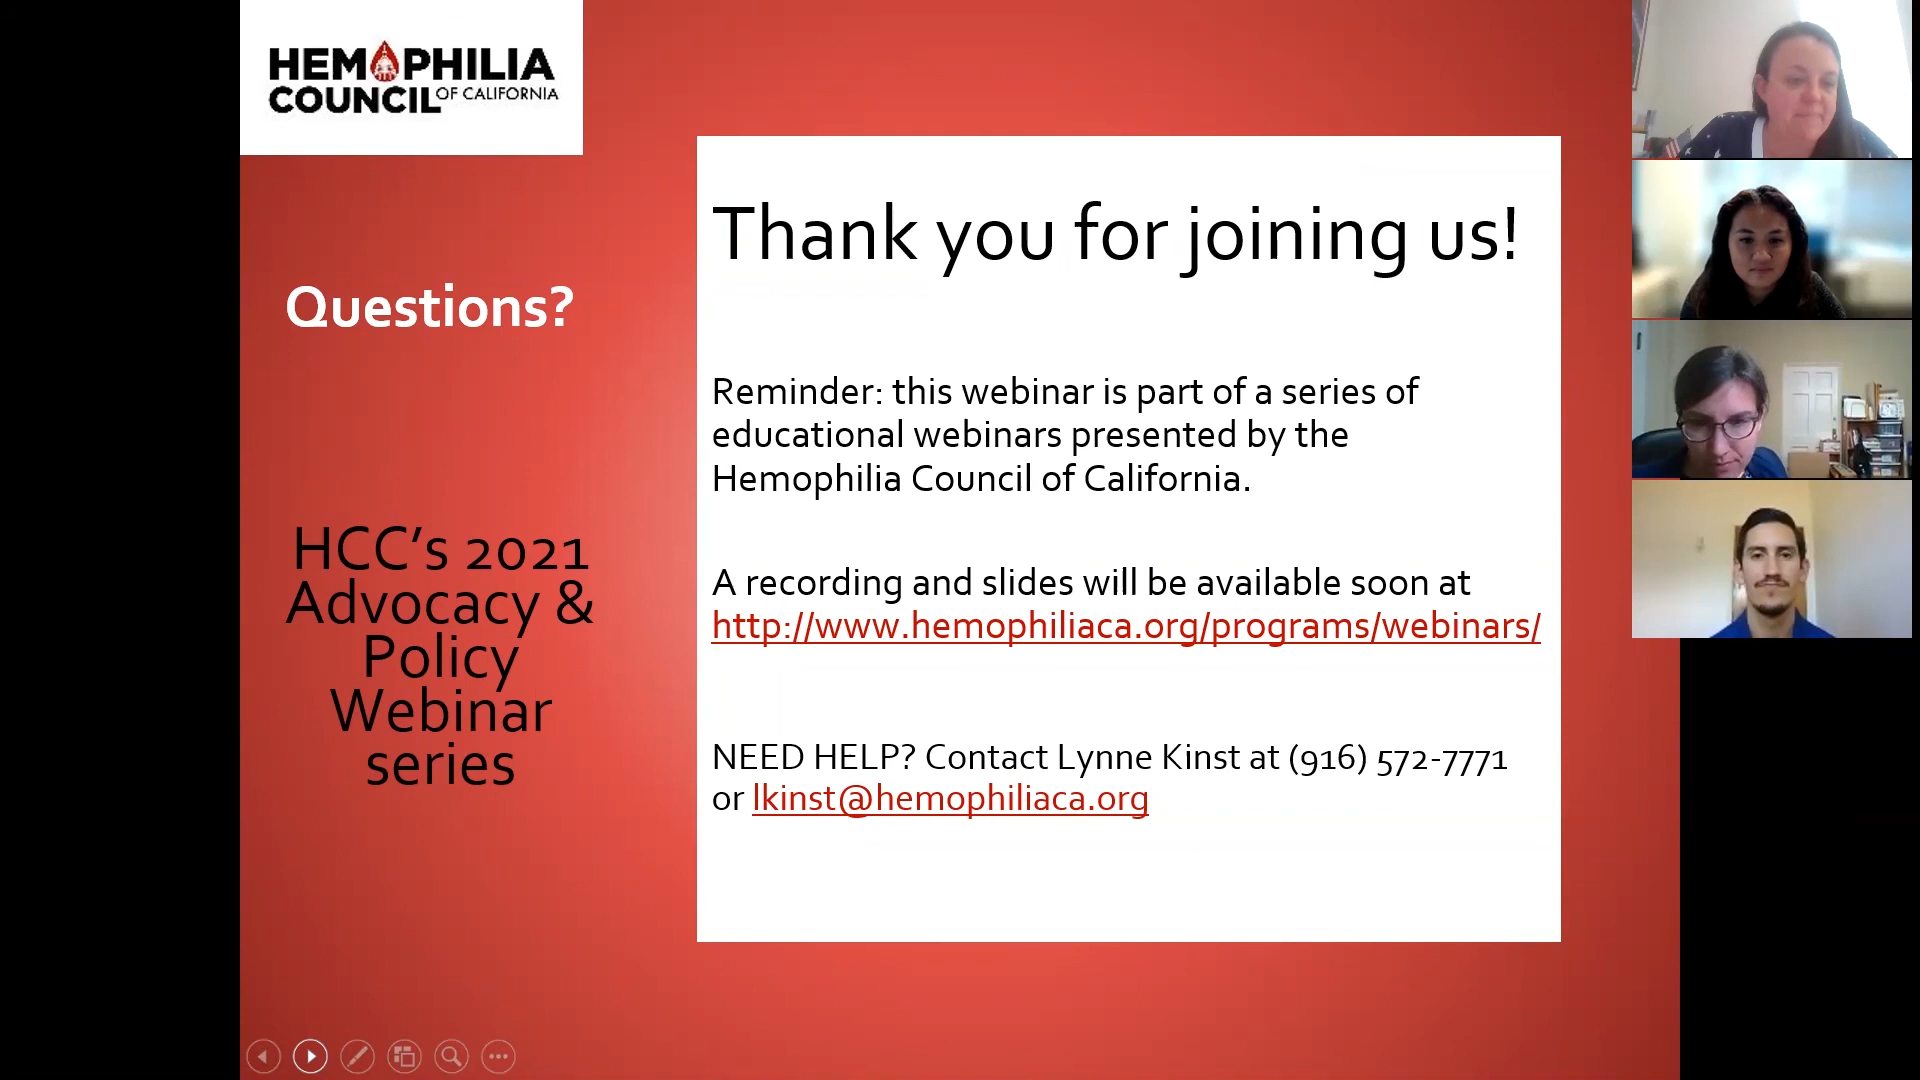 HEMOPHILIA
COUNCIL OF CALIFORNIA
Questions?
HCC’s 2021
Advocacy &
Policy
Webinar
series
Thank you for joining us!
Reminder: this webinar is part of a series of
educational webinars presented by the
Hemophilia Council of California.
A recording and slides will be available soon at
http://www.hemophiliaca.org/programs/webinars/
NEED HELP? Contact Lynne Kinst at (916) 572-7771
or lkinst@hemophiliaca.org